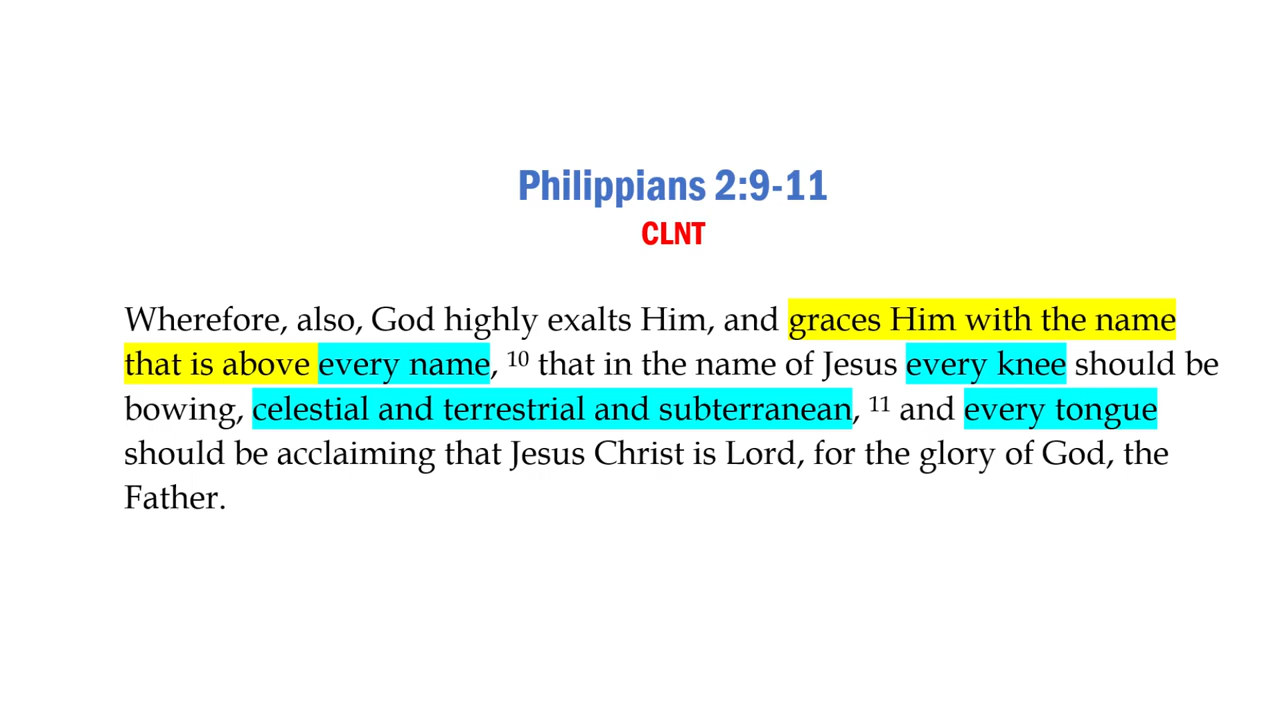 Philippians 2:9-11
CLNT
Wherefore, also, God highly exalts Him, and graces Him with the name
that is above every name, ¹⁰ that in the name of Jesus every knee should be
bowing, celestial and terrestrial and subterranean, ¹¹ and every tongue
should be acclaiming that Jesus Christ is Lord, for the glory of God, the
Father.